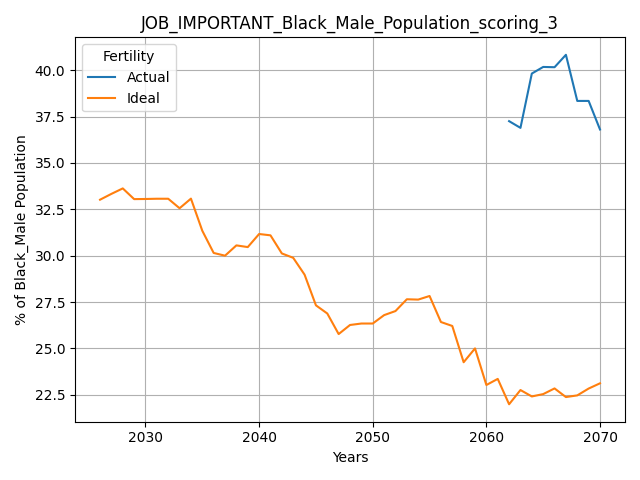 JOB_IMPORTANT_Black_Male_Population_scoring_3
Fertility
Actual
Ideal
% of Black_Male Population
40.0
37.5
35.0
32.5
30.0
27.5
25.0
22.5
2030 2040 2050 2060 2070
Years